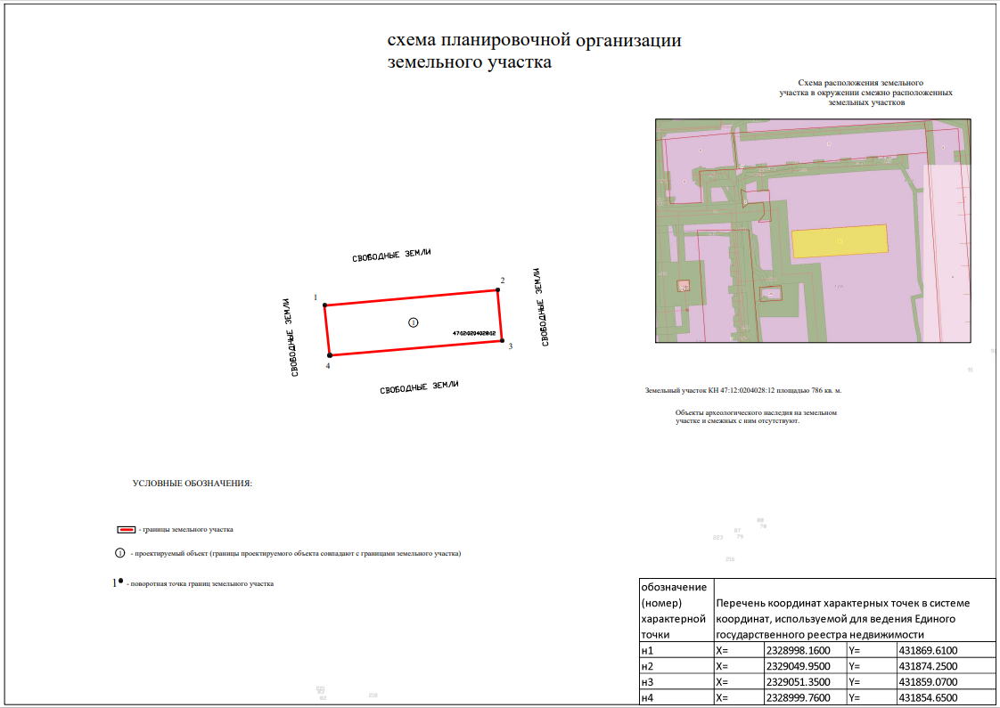 схема планировочной организации
земельного участка
Схема расположения земельного
участка в окружении смежно расположенных
земельных участков
СВОБОДНЫЕ ЗЕМЛИ
СВОБОДНЫЕ ЗЕМЛИ
СВОБОДНЫЕ ЗЕМЛИ
1
2
1
3
4
СВОБОДНЫЕ ЗЕМЛИ
Земельный участок КН 47:12:0204028:12 площадью 786 кв. м.
Объекты археологического наследия на земельном
участке и смежных с ним отсутствуют.
УСЛОВНЫЕ ОБОЗНАЧЕНИЯ:
- границы земельного участка
1 - проектируемый объект (границы проектируемого объекта совпадают с границами земельного участка)
1 - поворотная точка границ земельного участка
обозначение
(номер)
характерной
точки
Перечень координат характерных точек в системе
координат, используемой для ведения Единого
государственного реестра недвижимости
н1 X= 2328998.1600 Y= 431869.6100
н2 X= 2329049.9500 Y= 431874.2500
н3 X= 2329051.3500 Y= 431859.0700
н4 X= 2328999.7600 Y= 431854.6500